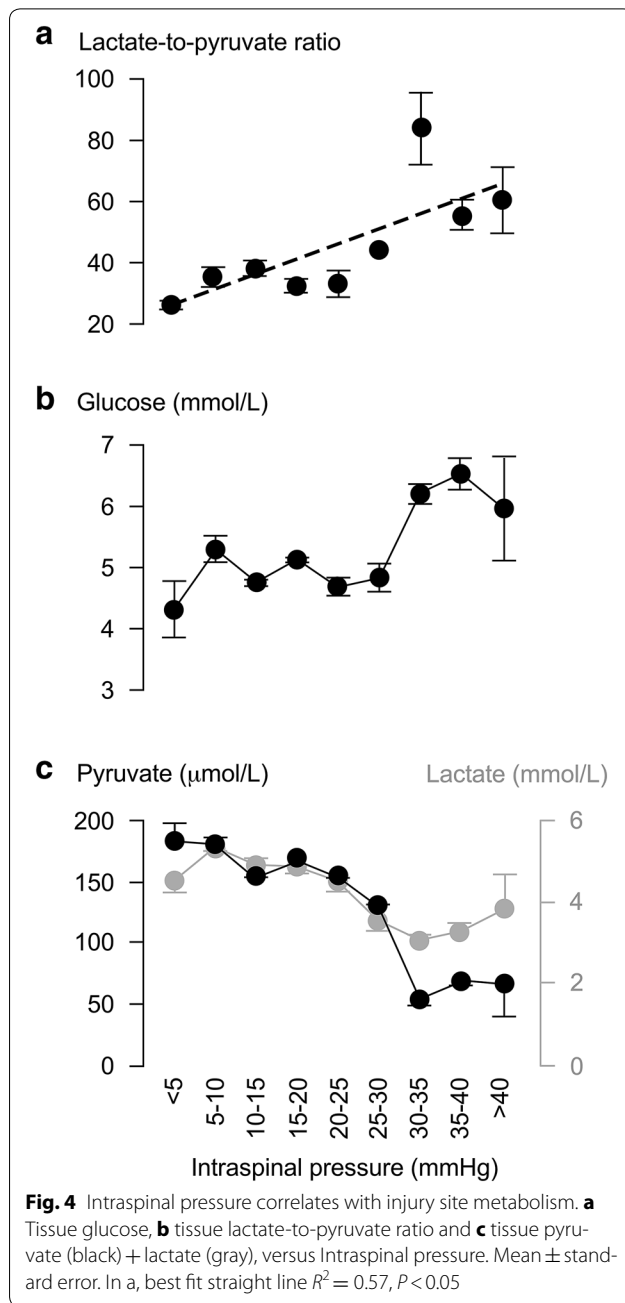 a Lactate-to-pyruvate ratio
100
80
60
40
20
b Glucose (mmol/L)
7
6
5
4
3
c Pyruvate (μmol/L) Lactate (mmol/L)
200 6
150
4
100
2
50
0 0
<5 5-10 10-15 15-20 20-25 25-30 30-35 35-40 >40
Intraspinal pressure (mmHg)
Fig. 4 Intraspinal pressure correlates with injury site metabolism. a
Tissue glucose, b tissue lactate-to-pyruvate ratio and c tissue pyru-
vate (black) + lactate (gray), versus Intraspinal pressure. Mean ± stand-
ard error. In a, best fit straight line R² = 0.57, P < 0.05